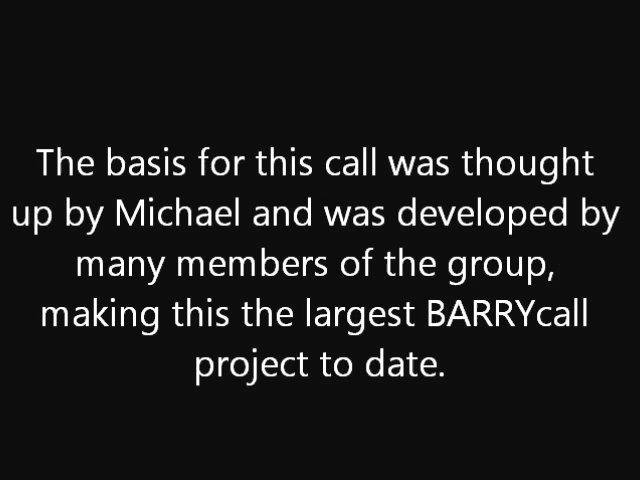 The basis for this call was thought
up by Michael and was developed by
many members of the group,
making this the largest BARRYcall
project to date.